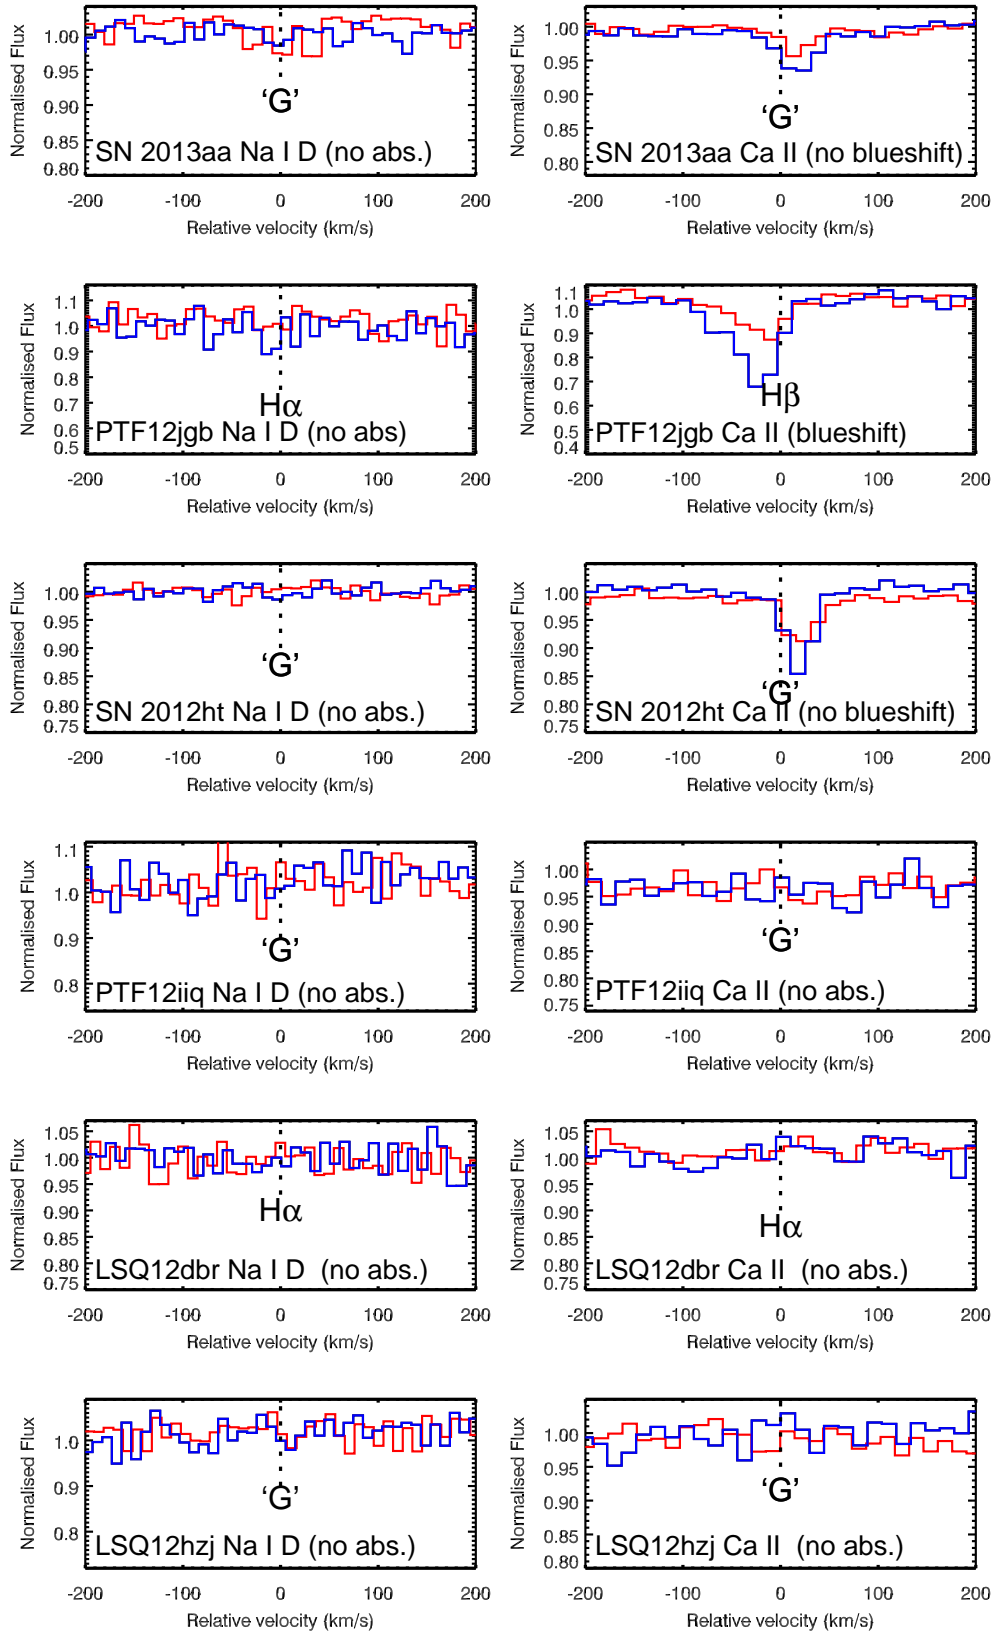 Normalised Flux
1.00
0.95
0.90
0.85
0.80
'G'
SN 2013aa Na I D (no abs.)
-200 -100 0 100 200
Relative velocity (km/s)
Normalised Flux
1.00
0.95
0.90
0.85
0.80
'G'
SN 2013aa Ca II (no blueshift)
-200 -100 0 100 200
Relative velocity (km/s)
Normalised Flux
1.1
1.0
0.9
0.8
0.7
0.6
0.5
Hα
PTF12jgb Na I D (no abs)
-200 -100 0 100 200
Relative velocity (km/s)
Normalised Flux
1.1
1.0
0.9
0.8
0.7
0.6
0.5
0.4
Hβ
PTF12jgb Ca II (blueshift)
-200 -100 0 100 200
Relative velocity (km/s)
Normalised Flux
1.00
0.95
0.90
0.85
0.80
0.75
'G'
SN 2012ht Na I D (no abs.)
-200 -100 0 100 200
Relative velocity (km/s)
Normalised Flux
1.00
0.95
0.90
0.85
0.80
0.75
'G'
SN 2012ht Ca II (no blueshift)
-200 -100 0 100 200
Relative velocity (km/s)
Normalised Flux
1.1
1.0
0.9
0.8
'G'
PTF12iiq Na I D (no abs.)
-200 -100 0 100 200
Relative velocity (km/s)
Normalised Flux
1.00
0.95
0.90
0.85
0.80
0.75
'G'
PTF12iiq Ca II (no abs.)
-200 -100 0 100 200
Relative velocity (km/s)
Normalised Flux
1.05
1.00
0.95
0.90
0.85
0.80
0.75
Hα
LSQ12dbr Na I D (no abs.)
-200 -100 0 100 200
Relative velocity (km/s)
Normalised Flux
1.05
1.00
0.95
0.90
0.85
0.80
0.75
Hα
LSQ12dbr Ca II (no abs.)
-200 -100 0 100 200
Relative velocity (km/s)
Normalised Flux
1.0
0.9
0.8
'G'
LSQ12hzj Na I D (no abs.)
-200 -100 0 100 200
Relative velocity (km/s)
Normalised Flux
1.00
0.95
0.90
0.85
0.80
'G'
LSQ12hzj Ca II (no abs.)
-200 -100 0 100 200
Relative velocity (km/s)